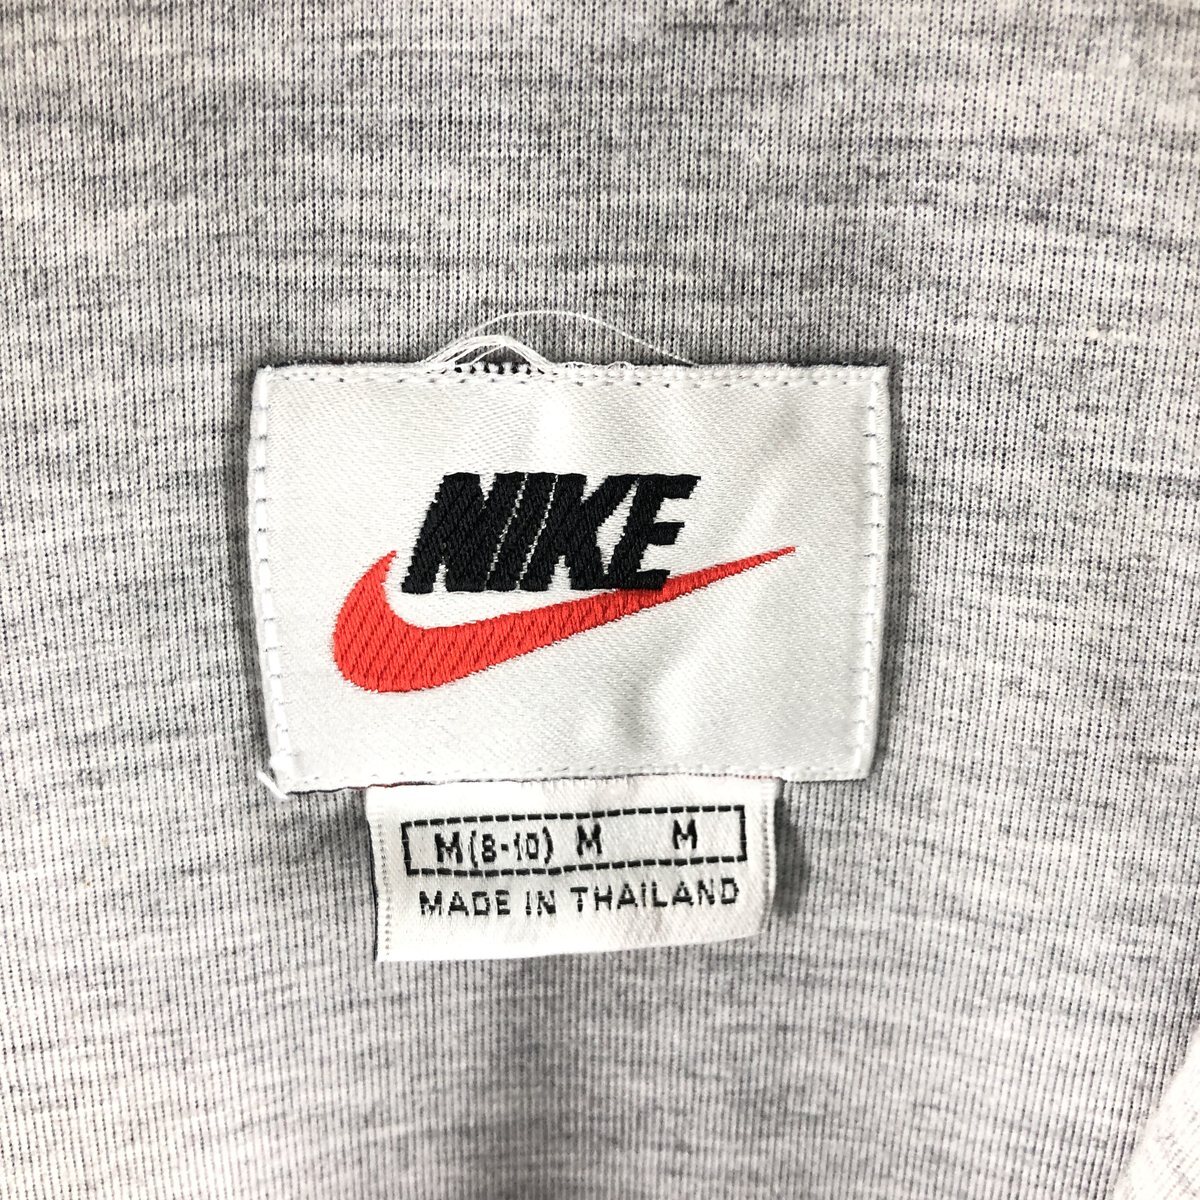 NIKE
M(8-10) M M
MADE IN THAILAND